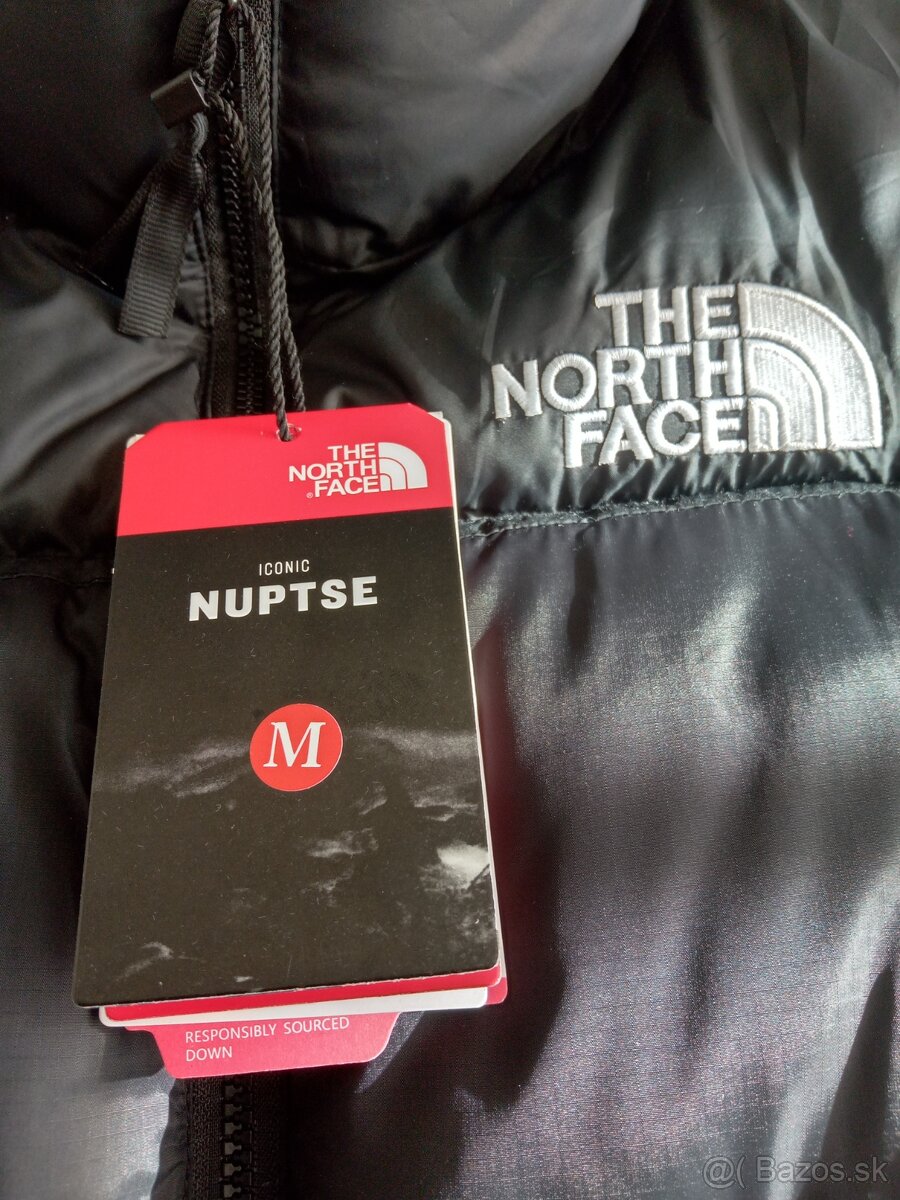 THE
NORTH
FACE
THE
NORTH
® FACE
ICONIC
NUPTSE
M
RESPONSIBLY SOURCED
DOWN
@( Bazos.sk